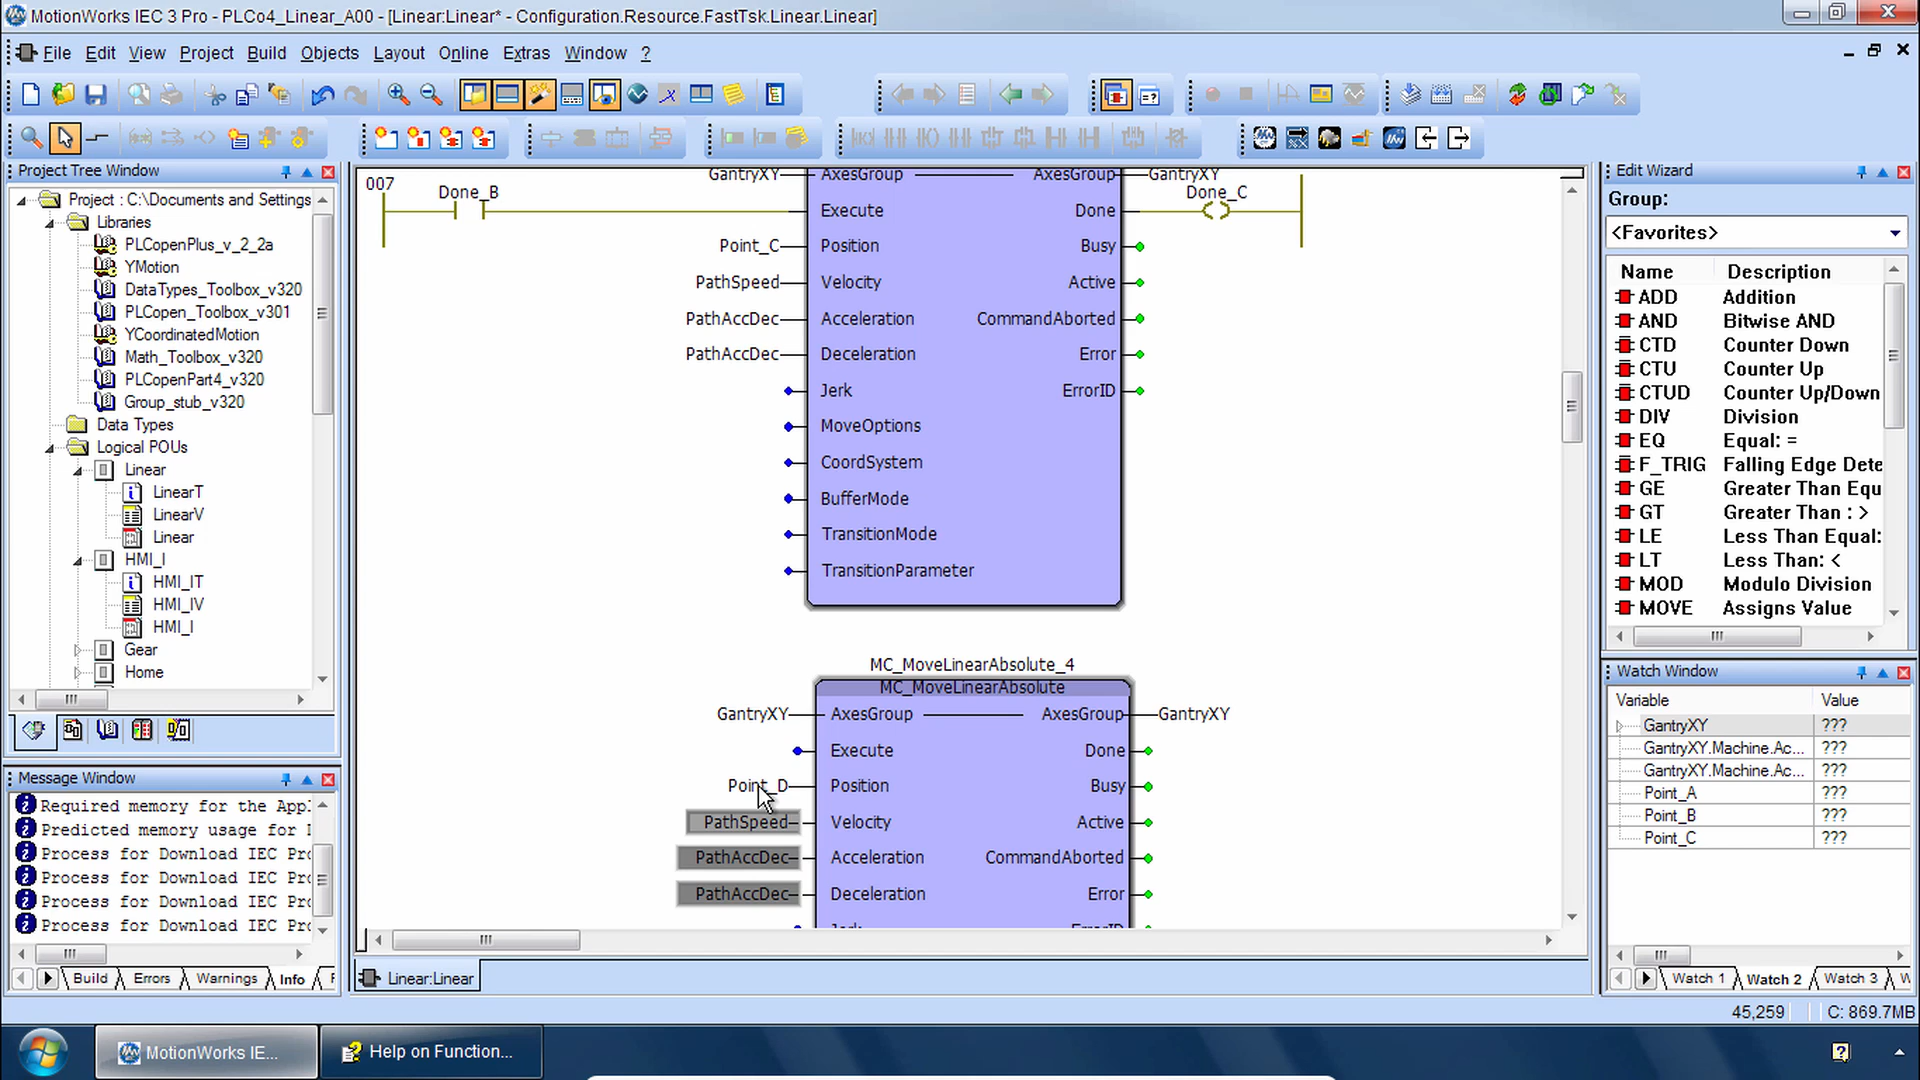 MotionWorks IEC 3 Pro - PLCo4_Linear_A00 - [Linear:Linear* - Configuration.Resource.FastTsk.Linear.Linear]
File Edit View Project Build Objects Layout Online Extras Window ?
Project Tree Window
Project : C:\Documents and Settings
Libraries
PLCopenPlus_v_2_2a
YMotion
DataTypes_Toolbox_v320
PLCopen_Toolbox_v301
YCoordinatedMotion
Math_Toolbox_v320
PLCopenPart4_v320
Group_stub_v320
Data Types
Logical POUs
Linear
LinearT
LinearV
Linear
HMI_I
HMI_IT
HMI_IV
HMI_I
Gear
Home
Message Window
Required memory for the App
Predicted memory usage for
Process for Download IEC Pr
Process for Download IEC Pr
Process for Download IEC Pr
Process for Download IEC Pr
Build Errors Warnings Info
007
GantryXY AxesGroup AxesGroup GantryXY
Done_B Done_C
Execute Done
Point_C Position Busy
PathSpeed Velocity Active
PathAccDec Acceleration CommandAborted
PathAccDec Deceleration Error
Jerk ErrorID
MoveOptions
CoordSystem
BufferMode
TransitionMode
TransitionParameter
MC_MoveLinearAbsolute_4
MC_MoveLinearAbsolute
GantryXY AxesGroup AxesGroup GantryXY
Execute Done
Point_D Position Busy
PathSpeed Velocity Active
PathAccDec Acceleration CommandAborted
PathAccDec Deceleration Error
Jerk ErrorID
Linear:Linear
Edit Wizard
Group:
<Favorites>
Name Description
ADD Addition
AND Bitwise AND
CTD Counter Down
CTU Counter Up
CTUD Counter Up/Down
DIV Division
EQ Equal: =
F_TRIG Falling Edge Dete
GE Greater Than Equ
GT Greater Than : >
LE Less Than Equal:
LT Less Than: <
MOD Modulo Division
MOVE Assigns Value
Watch Window
Variable Value
GantryXY ???
GantryXY.Machine.Ac... ???
GantryXY.Machine.Ac... ???
Point_A ???
Point_B ???
Point_C ???
Watch 1 Watch 2 Watch 3
45,259 C: 869.7MB
MotionWorks IE... Help on Function...